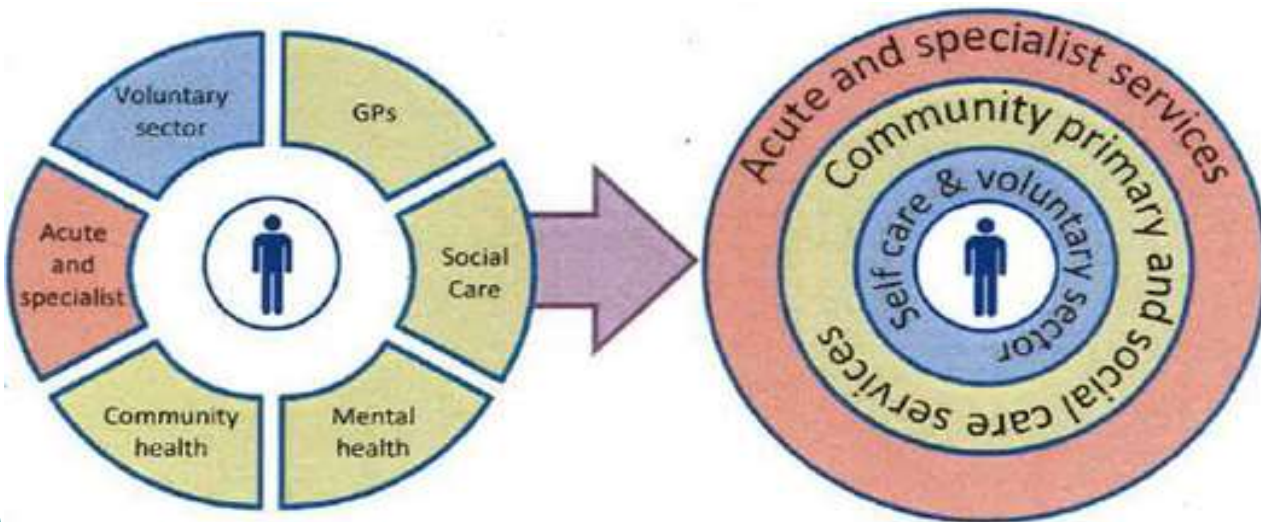 Voluntary
sector
GPs
Acute
and
specialist
Social
Care
Community
health
Mental
health
Acute and specialist services
Community primary and social care services
Self care & voluntary sector